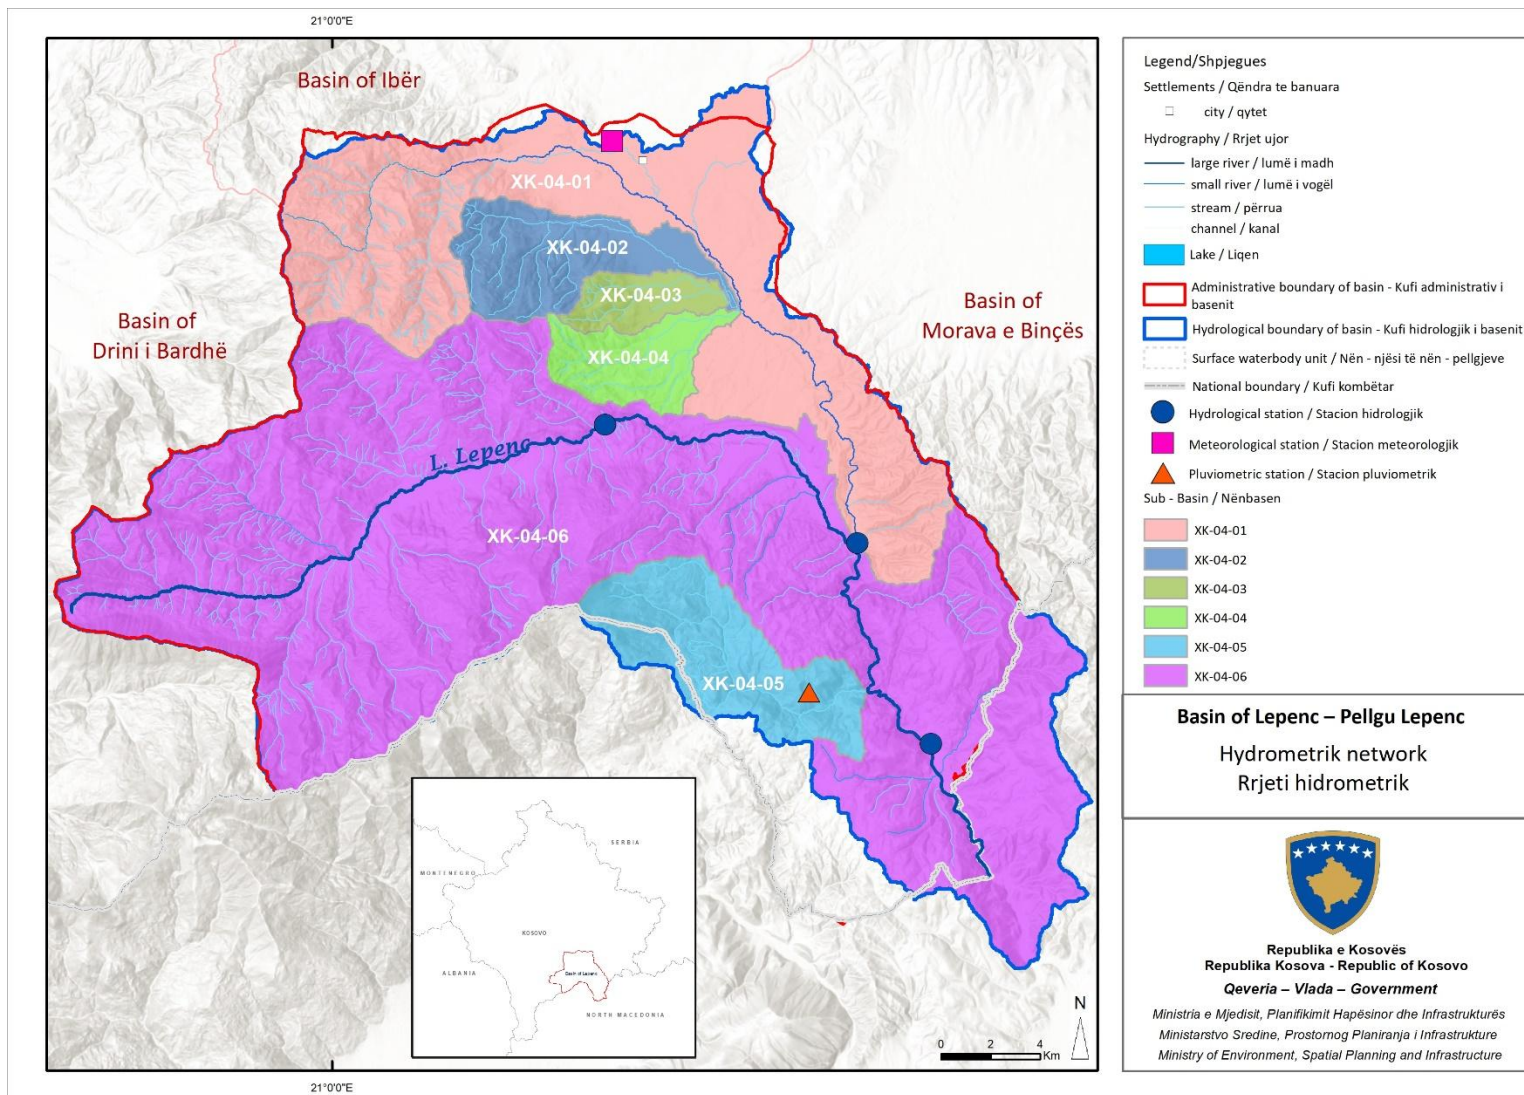 21°0'0"E
Basin of Ibër
XK-04-01
XK-04-02
XK-04-03
XK-04-04
Basin of
Drini i Bardhë
Basin of
Morava e Binçës
L. Lepenc
XK-04-06
XK-04-05
SERBIA
MONTENEGRO
KOSOVO
ALBANIA
Basin of Lepenc
NORTH MACEDONIA
N
0 2 4
Km
21°0'0"E
Legend/Shpjegues
Settlements / Qëndra te banuara
city / qytet
Hydrography / Rrjet ujor
large river / lumë i madh
small river / lumë i vogël
stream / përrua
channel / kanal
Lake / Liqen
Administrative boundary of basin - Kufi administrativ i
basenit
Hydrological boundary of basin - Kufi hidrologjik i basenit
Surface waterbody unit / Nën - njësi të nën - pellgjeve
National boundary / Kufi kombëtar
Hydrological station / Stacion hidrologjik
Meteorological station / Stacion meteorologjik
Pluviometric station / Stacion pluviometrik
Sub - Basin / Nënbasen
XK-04-01
XK-04-02
XK-04-03
XK-04-04
XK-04-05
XK-04-06
Basin of Lepenc – Pellgu Lepenc
Hydrometrik network
Rrjeti hidrometrik
Republika e Kosovës
Republika Kosova - Republic of Kosovo
Qeveria – Vlada – Government
Ministria e Mjedisit, Planifikimit Hapësinor dhe Infrastrukturës
Ministarstvo Sredine, Prostornog Planiranja i Infrastrukture
Ministry of Environment, Spatial Planning and Infrastructure